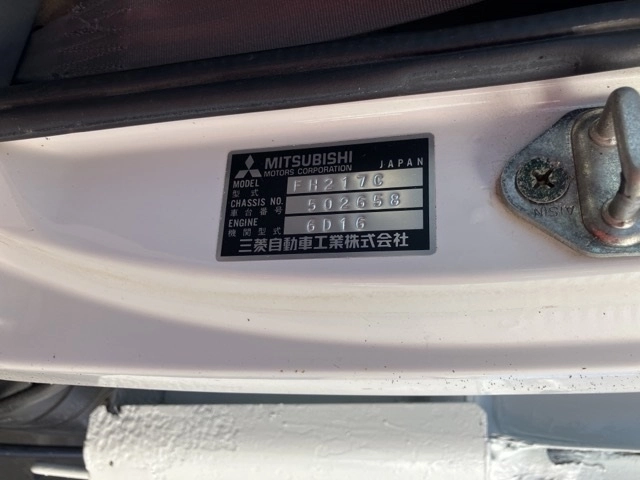 MITSUBISHI
MOTORS CORPORATION JAPAN
MODEL FH217C
型式
CHASSIS NO. 502658
車台番号
ENGINE 6D16
機関型式
三菱自動車工業株式会社
AISIN